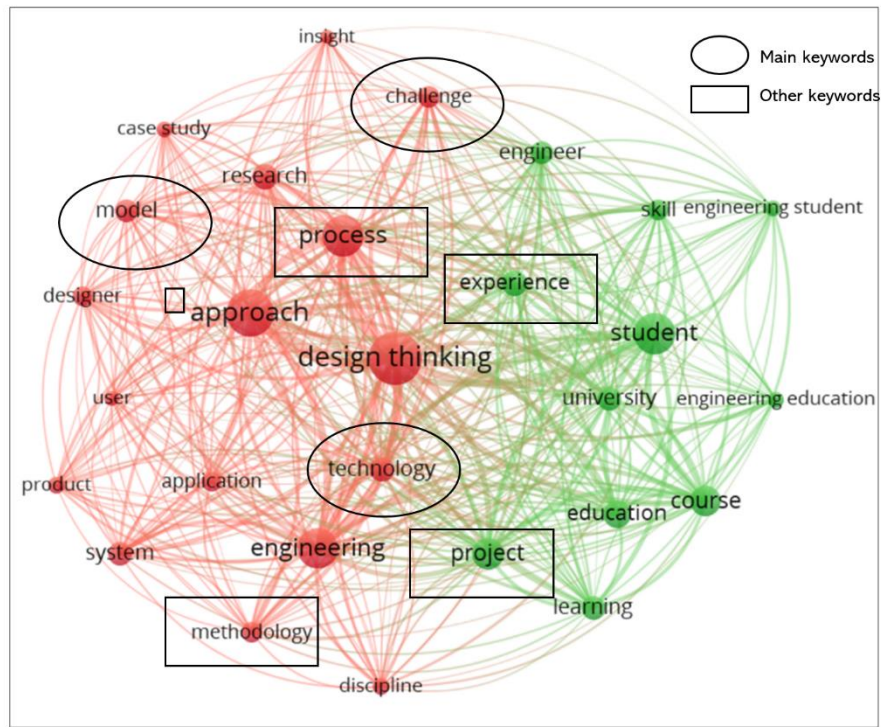 insight
Main keywords
challenge
Other keywords
case study
engineer
research
model
skill
engineering student
process
experience
designer
approach
student
design thinking
user
university
engineering education
technology
product
application
course
education
engineering
system
project
learning
methodology
discipline